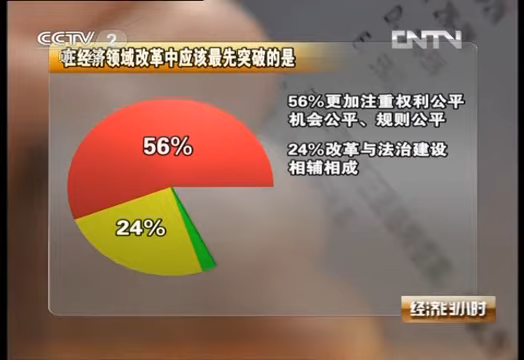 CCTV 2
CNTV
在经济领域改革中应该最先突破的是
56%更加注重权利公平
机会公平、规则公平
24%改革与法治建设
相辅相成
56%
24%
经济半小时